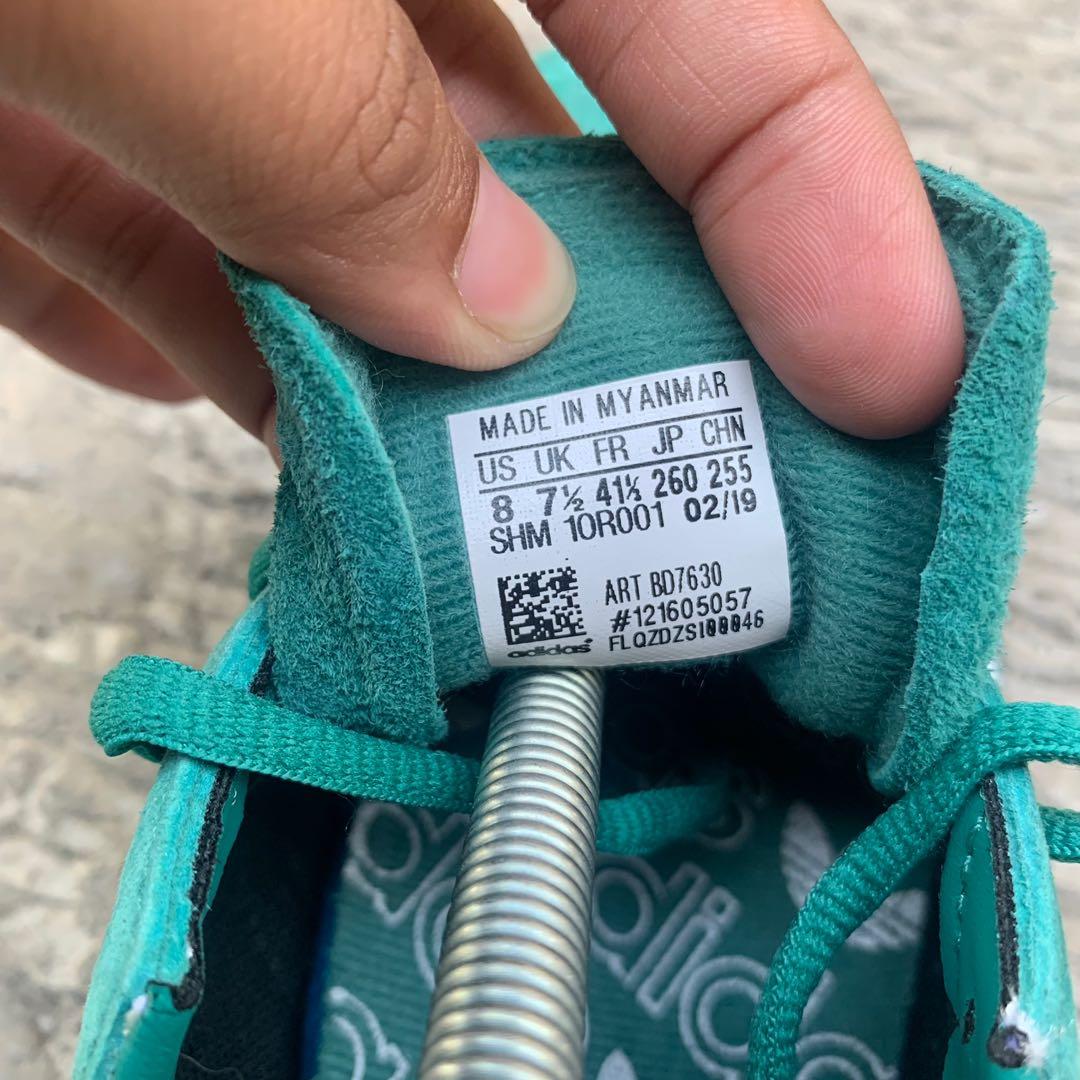 MADE IN MYANMAR
US UK FR JP CHN
8 7½ 41⅓ 260 255
SHM 10R001 02/19
ART BD7630
#121605057
adidas
adidas